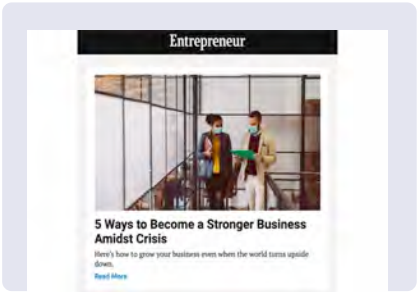 Entrepreneur
5 Ways to Become a Stronger Business
Amidst Crisis
Here's how to grow your business even when the world turns upside
down.
Read More